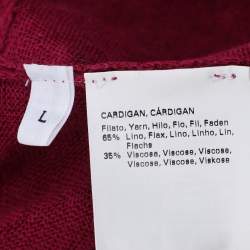 L
CARDIGAN, CÁRDIGAN
Filato, Yarn, Hilo, Fio, Fil, Faden
65% Lino, Flax, Lino, Linho, Lin,
Flachs
35% Viscosa, Viscose, Viscosa,
Viscose, Viscose, Viskose